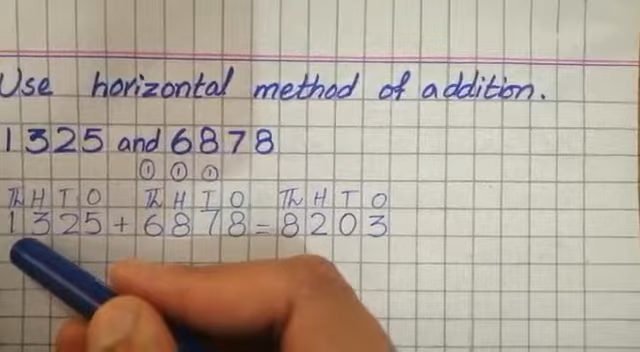 Use horizontal method of addition.
1325 and 6878
① ① ①
Th H T O Th H T O Th H T O
1325 + 6878 = 8203